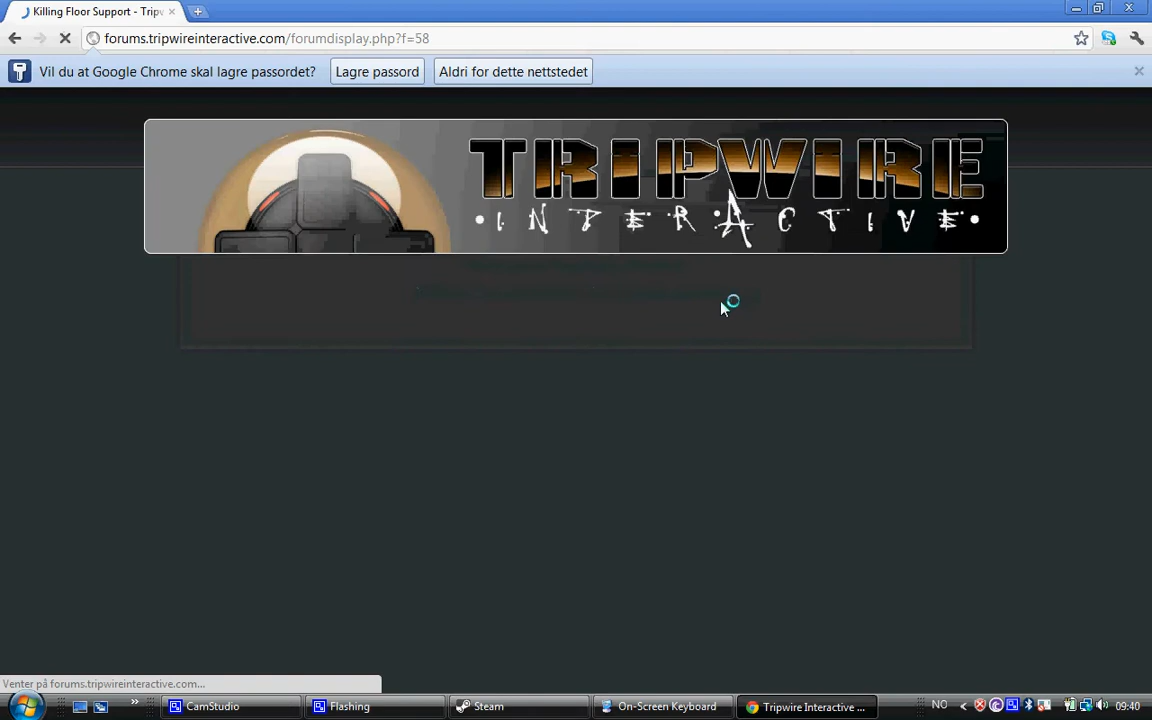 Killing Floor Support - Tripw
forums.tripwireinteractive.com/forumdisplay.php?f=58
Vil du at Google Chrome skal lagre passordet?
Lagre passord
Aldri for dette nettstedet
TRIPWIRE
INTERACTIVE
Venter på forums.tripwireinteractive.com...
CamStudio
Flashing
Steam
On-Screen Keyboard
Tripwire Interactive ...
NO
09:40